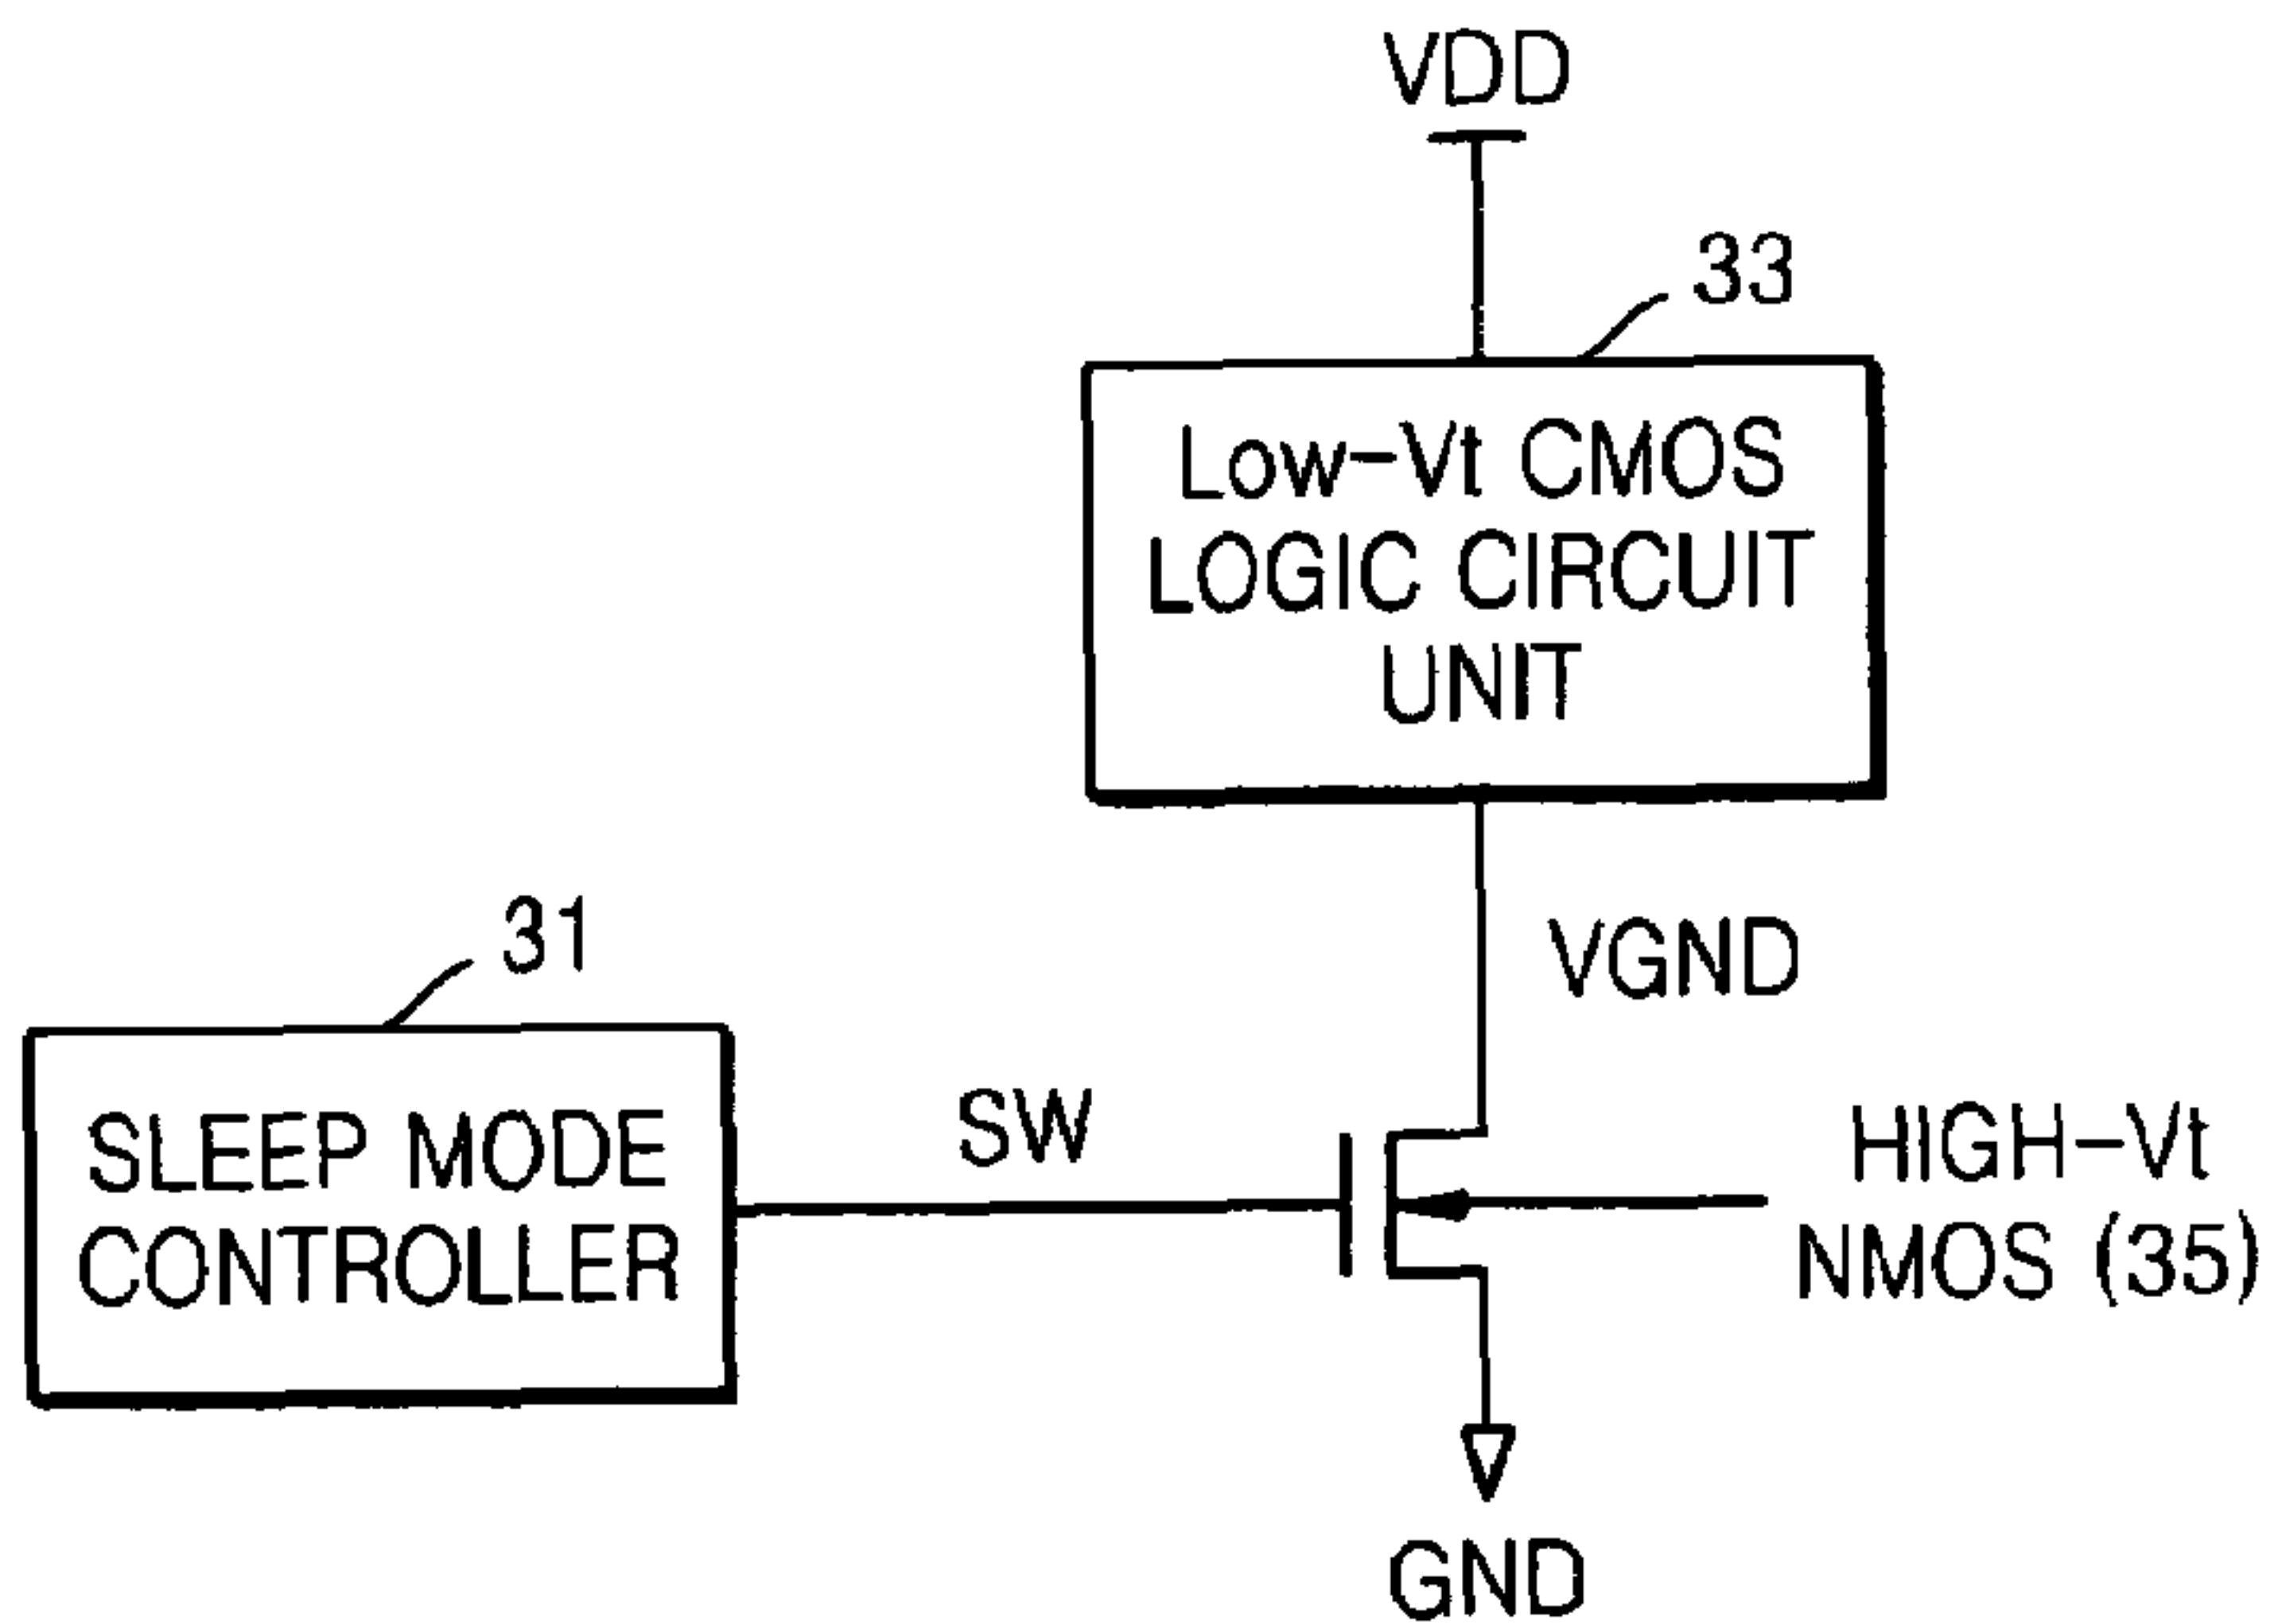 VDD
33
Low-Vt CMOS
LOGIC CIRCUIT
UNIT
31
VGND
SLEEP MODE
CONTROLLER
SW
HIGH-Vt
NMOS (35)
GND